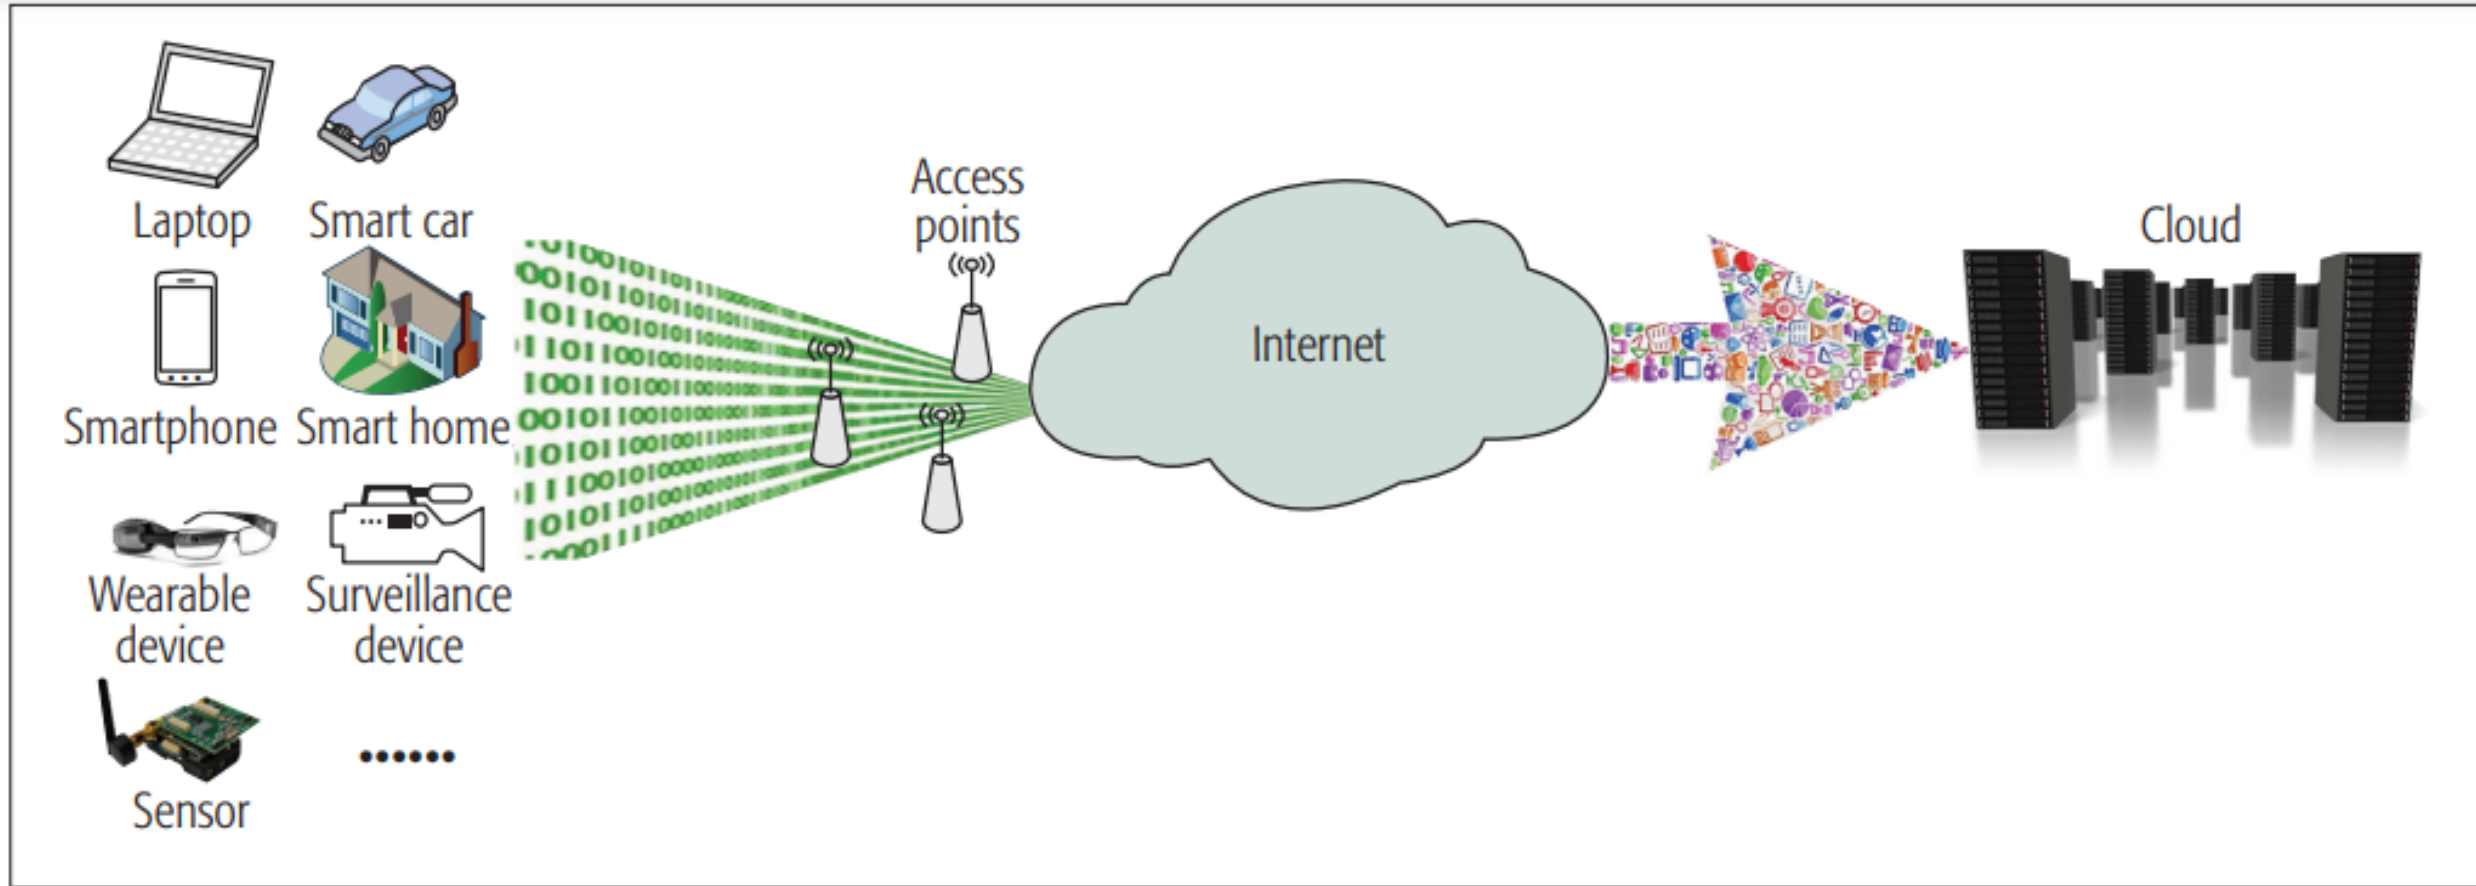 Laptop
Smart car
Smartphone
Smart home
Wearable
device
Surveillance
device
Sensor
••••••
Access
points
Internet
Cloud